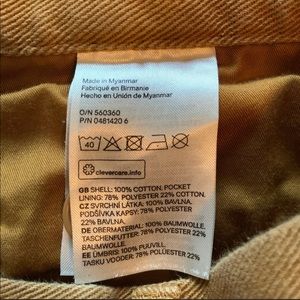 Made in Myanmar
Fabriqué en Birmanie
Hecho en Unión de Myanmar
O/N 560360
P/N 0481420 6
40
clevercare.info
GB SHELL: 100% COTTON. POCKET
LINING: 78% POLYESTER 22% COTTON.
CZ SVRCHNÍ LÁTKA: 100% BAVLNA.
PODŠÍVKA KAPSY: 78% POLYESTER
22% BAVLNA.
DE OBERMATERIAL: 100% BAUMWOLLE.
TASCHENFUTTER: 78% POLYESTER 22%
BAUMWOLLE.
EE ÜMBRIS: 100% PUUVILL.
TASKU VOODER: 78% POLÜESTER 22%